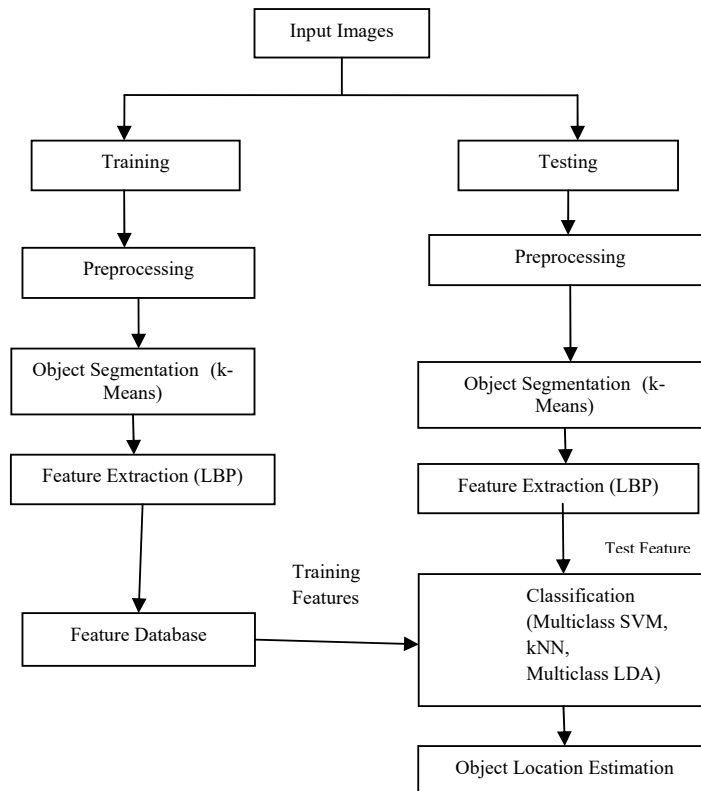 Input Images
Training
Testing
Preprocessing
Preprocessing
Object Segmentation (k-
Means)
Object Segmentation (k-
Means)
Feature Extraction (LBP)
Feature Extraction (LBP)
Test Feature
Training
Features
Classification
(Multiclass SVM,
kNN,
Multiclass LDA)
Feature Database
Object Location Estimation